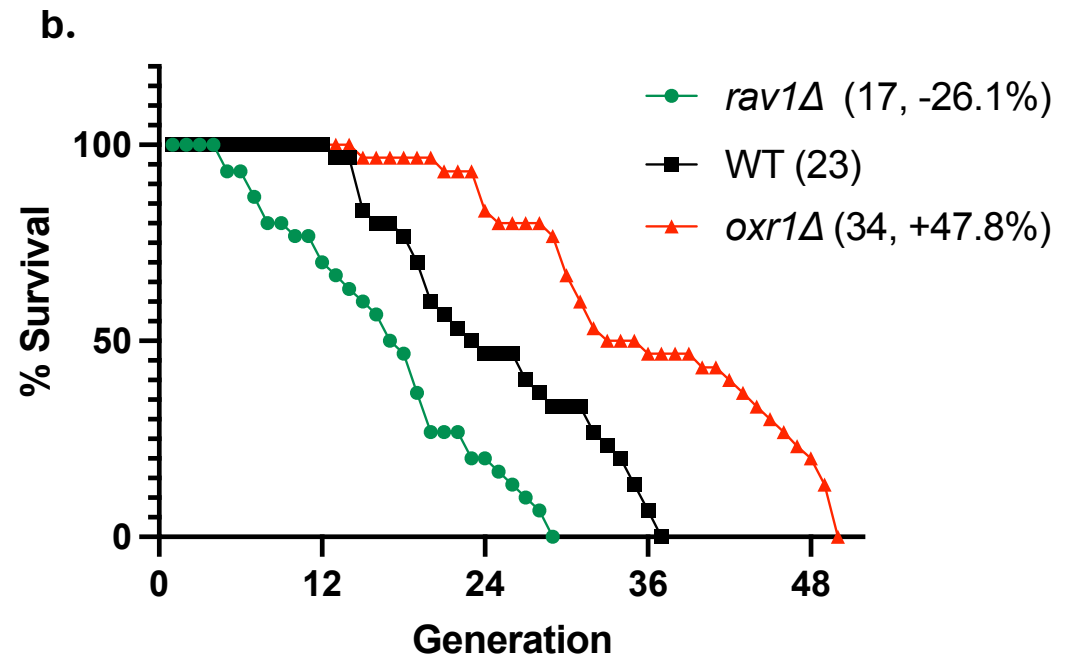 b.
rav1Δ (17, -26.1%)
WT (23)
oxr1Δ (34, +47.8%)
% Survival
100
50
0
0 12 24 36 48
Generation